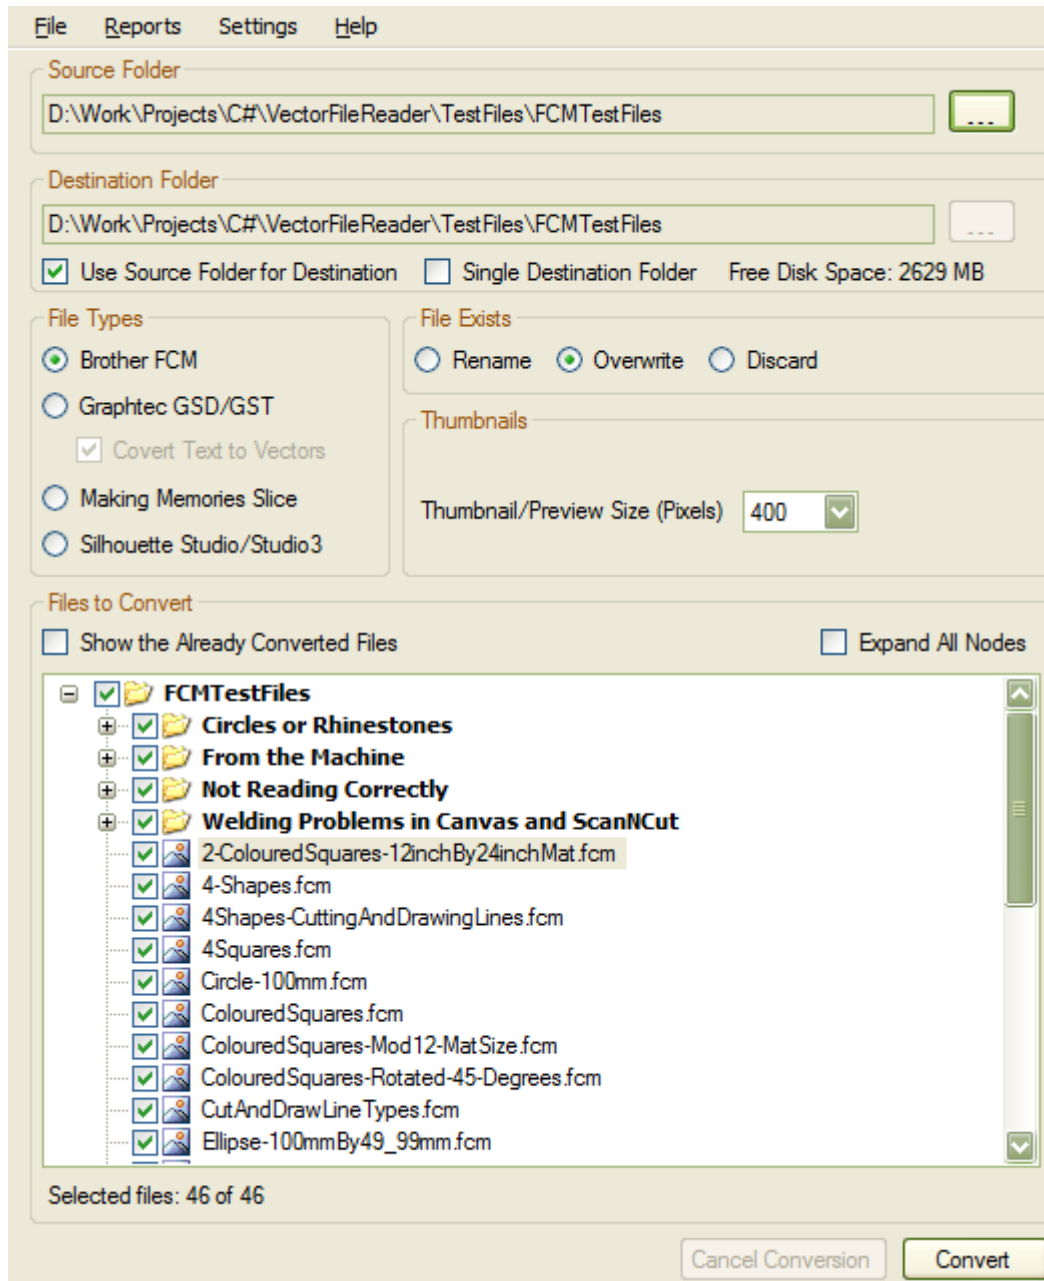 File Reports Settings Help
Source Folder
D:\Work\Projects\C#\VectorFileReader\TestFiles\FCMTestFiles ...
Destination Folder
D:\Work\Projects\C#\VectorFileReader\TestFiles\FCMTestFiles ...
Use Source Folder for Destination Single Destination Folder Free Disk Space: 2629 MB
File Types
Brother FCM
Graphtec GSD/GST
Covert Text to Vectors
Making Memories Slice
Silhouette Studio/Studio3
File Exists
Rename Overwrite Discard
Thumbnails
Thumbnail/Preview Size (Pixels) 400
Files to Convert
Show the Already Converted Files Expand All Nodes
FCMTestFiles
Circles or Rhinestones
From the Machine
Not Reading Correctly
Welding Problems in Canvas and ScanNCut
2-ColouredSquares-12inchBy24inchMat.fcm
4-Shapes.fcm
4Shapes-CuttingAndDrawingLines.fcm
4Squares.fcm
Circle-100mm.fcm
ColouredSquares.fcm
ColouredSquares-Mod12-MatSize.fcm
ColouredSquares-Rotated-45-Degrees.fcm
CutAndDrawLineTypes.fcm
Ellipse-100mmBy49_99mm.fcm
Selected files: 46 of 46
Cancel Conversion Convert